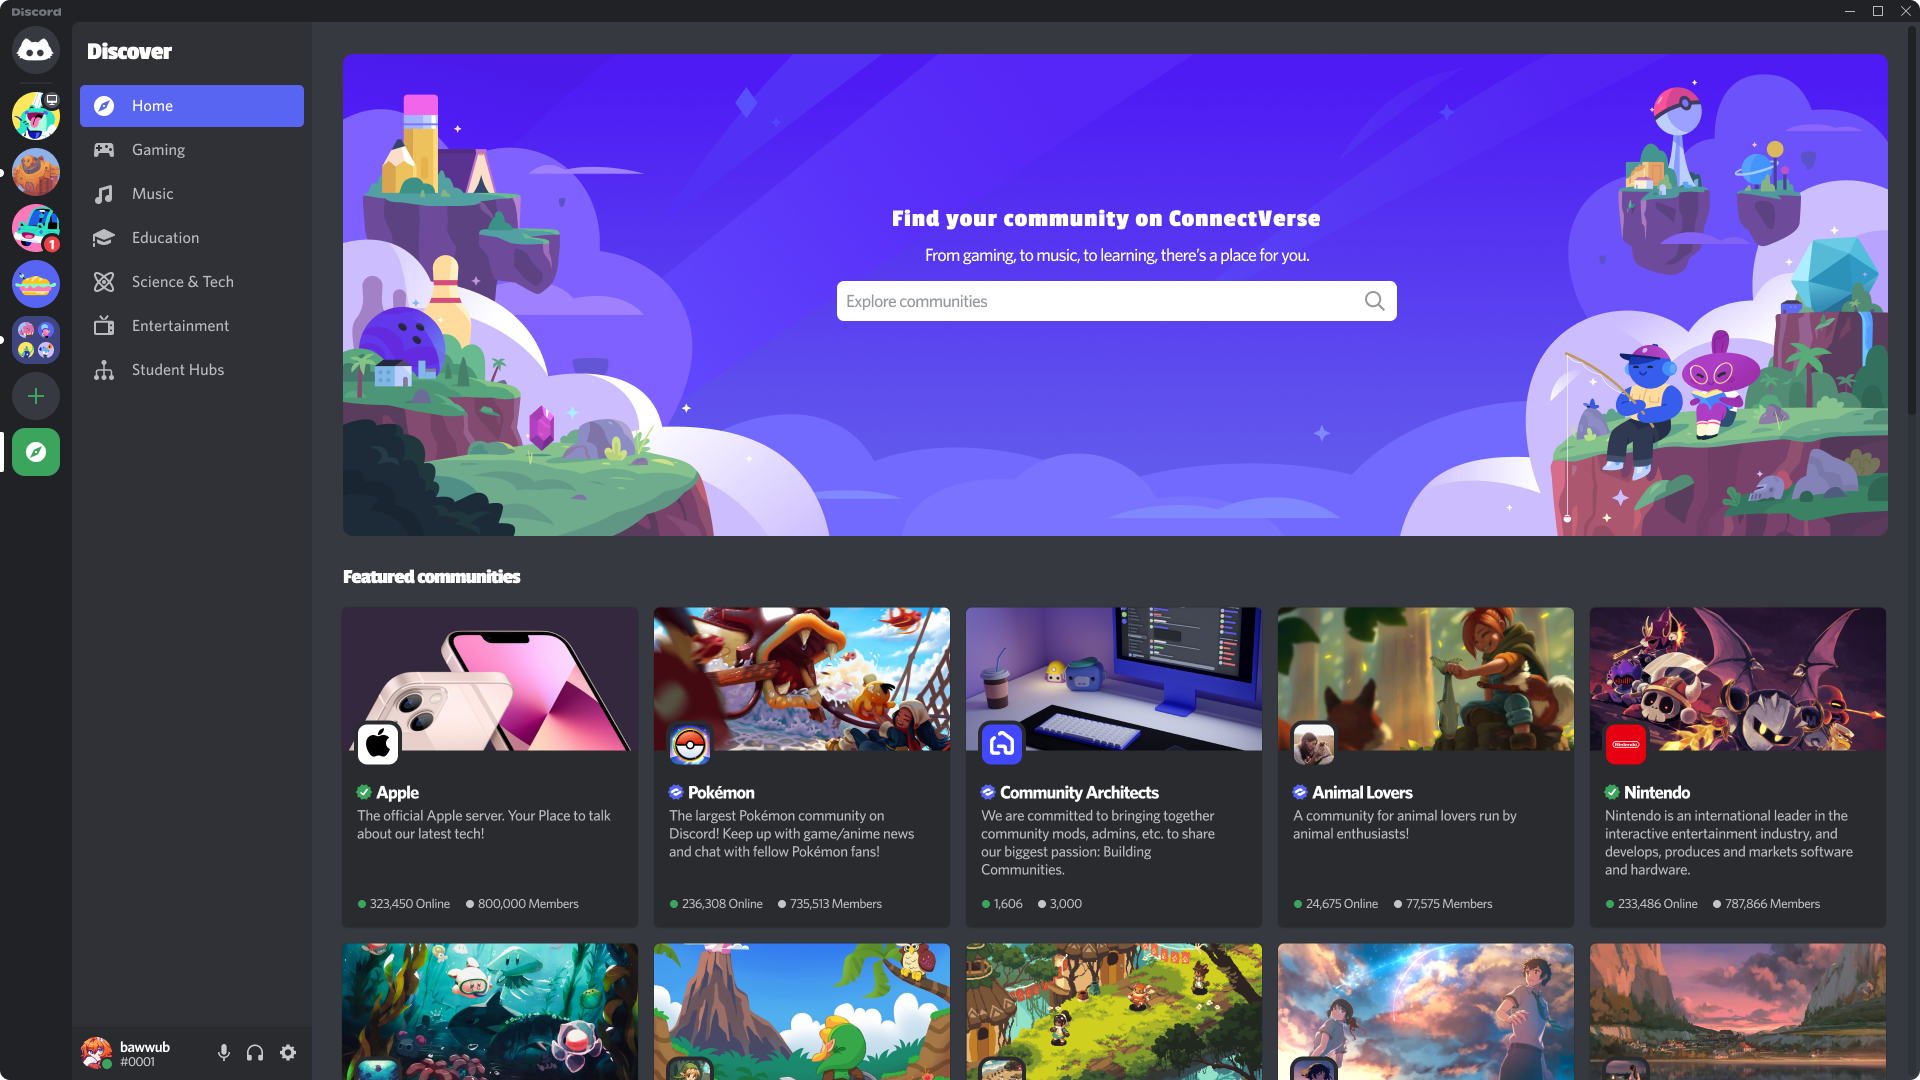 Discord
Discover
Home
Gaming
Music
Education
Science & Tech
Entertainment
Student Hubs
1
bawwub
#0001
Find your community on ConnectVerse
From gaming, to music, to learning, there's a place for you.
Explore communities
Featured communities
Apple
The official Apple server. Your Place to talk
about our latest tech!
323,450 Online
800,000 Members
Pokémon
The largest Pokémon community on
Discord! Keep up with game/anime news
and chat with fellow Pokémon fans!
236,308 Online
735,513 Members
Community Architects
We are committed to bringing together
community mods, admins, etc. to share
our biggest passion: Building
Communities.
1,606
3,000
Animal Lovers
A community for animal lovers run by
animal enthusiasts!
24,675 Online
77,575 Members
Nintendo
Nintendo
Nintendo is an international leader in the
interactive entertainment industry, and
develops, produces and markets software
and hardware.
233,486 Online
787,866 Members